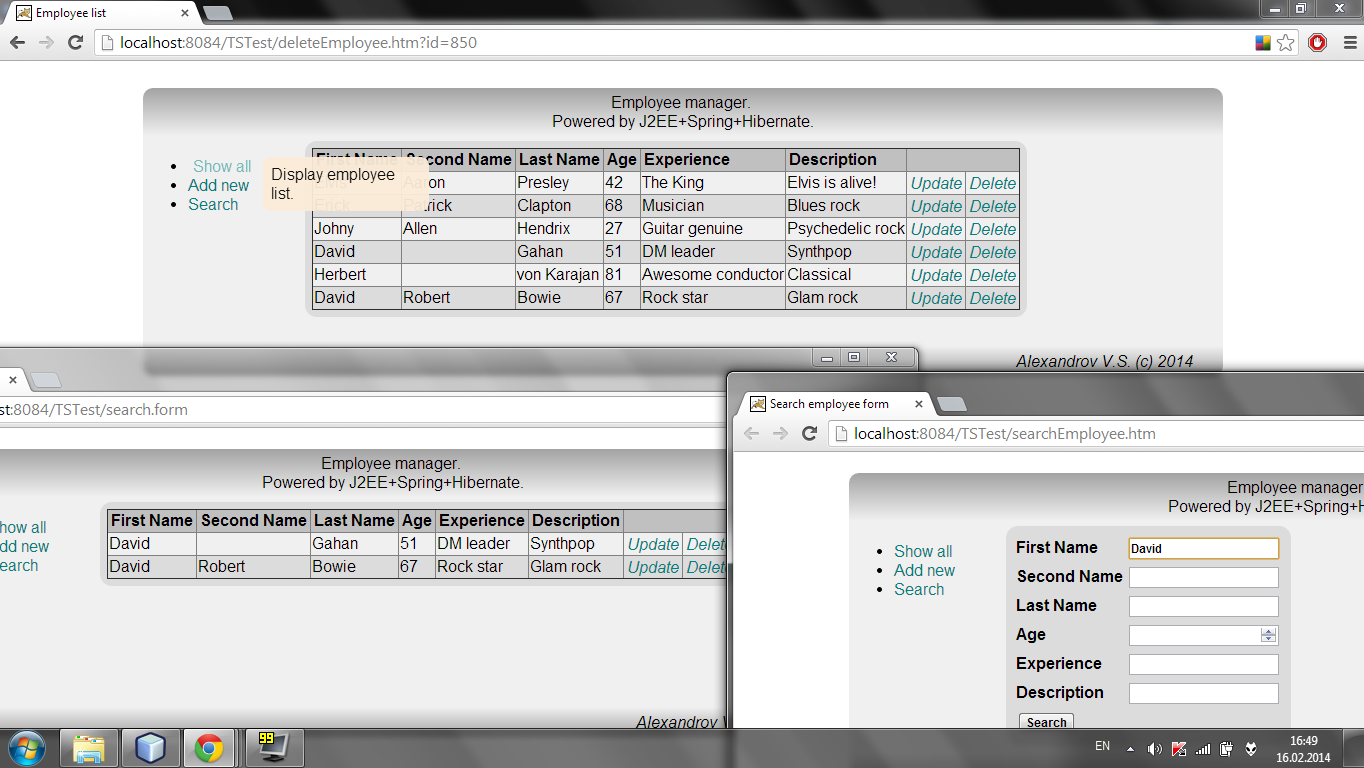 Employee list
localhost:8084/TSTest/deleteEmployee.htm?id=850
Employee manager.
Powered by J2EE+Spring+Hibernate.
Show all
Add new
Search
Display employee
list.
First Name Second Name Last Name Age Experience Description
Elvis Aaron Presley 42 The King Elvis is alive! Update Delete
Erick Patrick Clapton 68 Musician Blues rock Update Delete
Johny Allen Hendrix 27 Guitar genuine Psychedelic rock Update Delete
David Gahan 51 DM leader Synthpop Update Delete
Herbert von Karajan 81 Awesome conductor Classical Update Delete
David Robert Bowie 67 Rock star Glam rock Update Delete
Alexandrov V.S. (c) 2014
st:8084/TSTest/search.form
Employee manager.
Powered by J2EE+Spring+Hibernate.
how all
dd new
earch
First Name Second Name Last Name Age Experience Description
David Gahan 51 DM leader Synthpop Update Delet
David Robert Bowie 67 Rock star Glam rock Update Delet
Alexandrov V
Search employee form
localhost:8084/TSTest/searchEmployee.htm
Employee manager
Powered by J2EE+Spring+H
Show all
Add new
Search
First Name David
Second Name
Last Name
Age
Experience
Description
Search
99
EN
16:49
16.02.2014